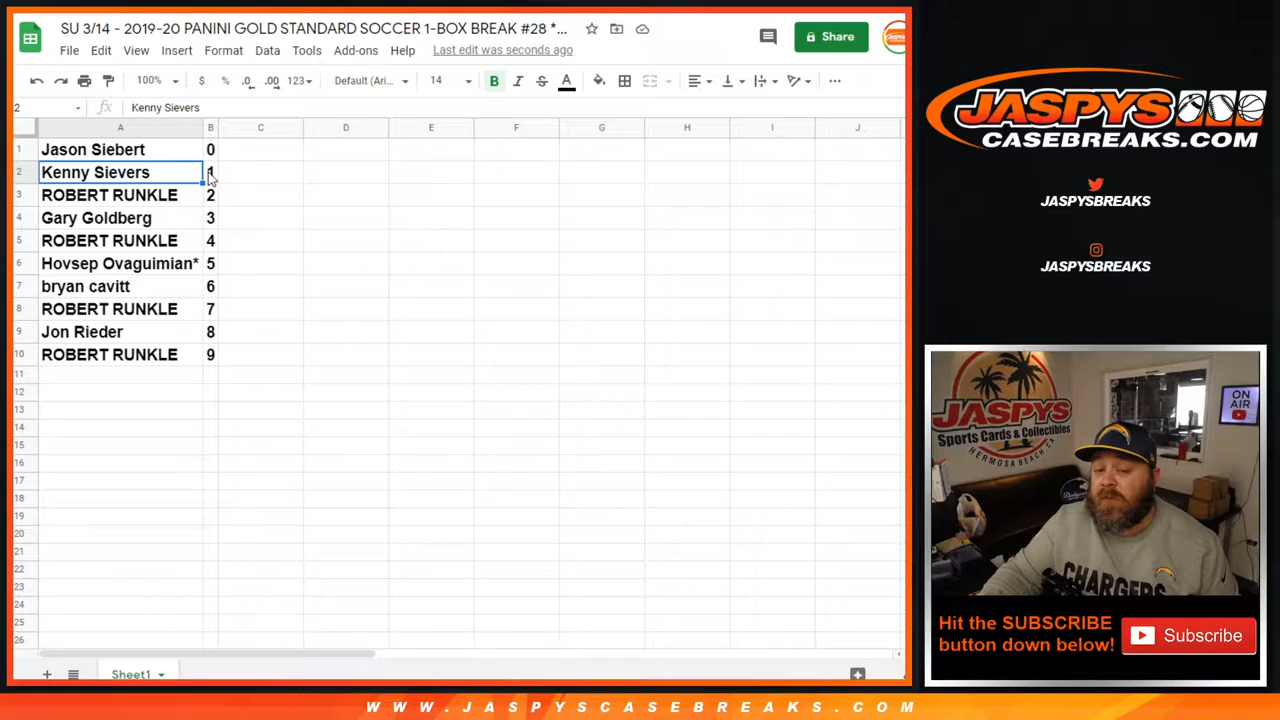 SU 3/14 - 2019-20 PANINI GOLD STANDARD SOCCER 1-BOX BREAK #28 *...
Share
File Edit View Insert Format Data Tools Add-ons Help Last edit was seconds ago
100% $ % .0 .00 123 Default (Ari... 14 B I S A
2 fx Kenny Sievers
A B C D E F G H I J
1 Jason Siebert 0
2 Kenny Sievers 1
3 ROBERT RUNKLE 2
4 Gary Goldberg 3
5 ROBERT RUNKLE 4
6 Hovsep Ovaguimian* 5
7 bryan cavitt 6
8 ROBERT RUNKLE 7
9 Jon Rieder 8
10 ROBERT RUNKLE 9
11
12
13
14
15
16
17
18
19
20
21
22
23
24
25
26
Sheet1
JASPYS
CASEBREAKS.COM
JASPYSBREAKS
JASPYSBREAKS
JASPYS
Sports Cards & Collectibles
HERMOSA BEACH, CA
ON
AIR
Dodgers
CHARGERS
Hit the SUBSCRIBE
button down below!
Subscribe
WWW.JASPYSCASEBREAKS.COM